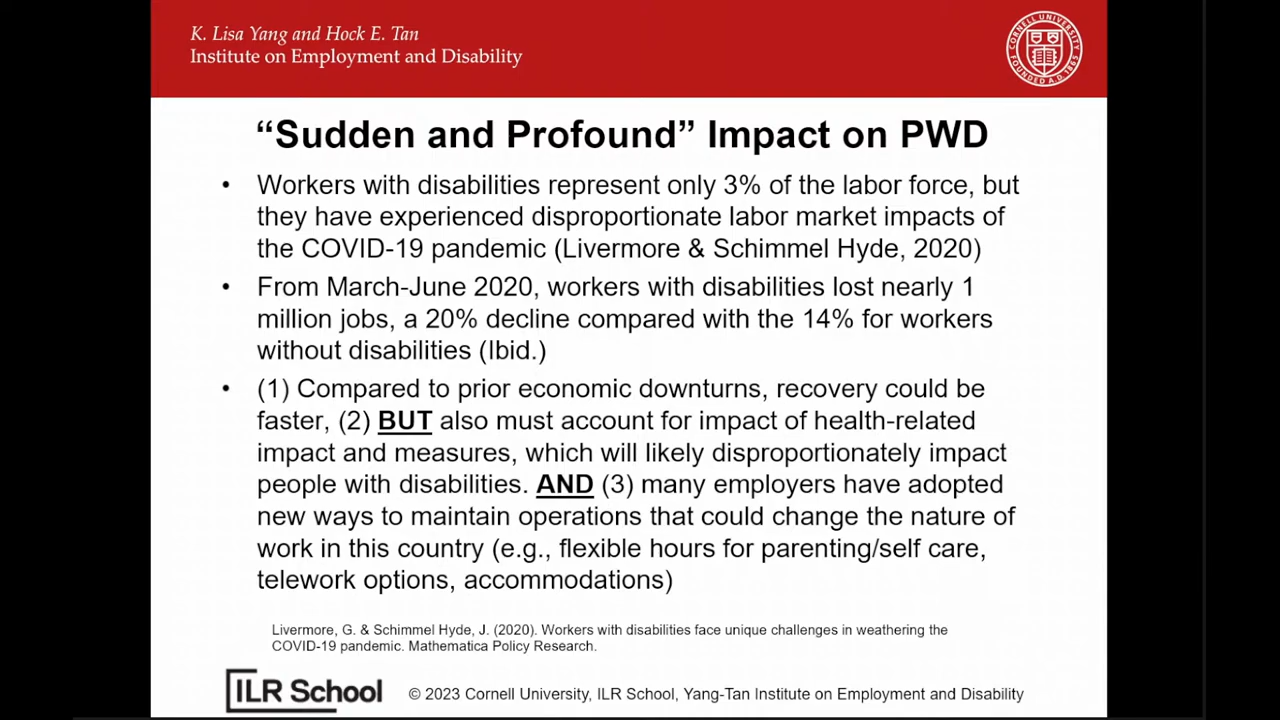 K. Lisa Yang and Hock E. Tan
Institute on Employment and Disability
CORNELL UNIVERSITY
FOUNDED A.D. 1865
“Sudden and Profound” Impact on PWD
• Workers with disabilities represent only 3% of the labor force, but
they have experienced disproportionate labor market impacts of
the COVID-19 pandemic (Livermore & Schimmel Hyde, 2020)
• From March-June 2020, workers with disabilities lost nearly 1
million jobs, a 20% decline compared with the 14% for workers
without disabilities (Ibid.)
• (1) Compared to prior economic downturns, recovery could be
faster, (2) BUT also must account for impact of health-related
impact and measures, which will likely disproportionately impact
people with disabilities. AND (3) many employers have adopted
new ways to maintain operations that could change the nature of
work in this country (e.g., flexible hours for parenting/self care,
telework options, accommodations)
Livermore, G. & Schimmel Hyde, J. (2020). Workers with disabilities face unique challenges in weathering the
COVID-19 pandemic. Mathematica Policy Research.
ILR School
© 2023 Cornell University, ILR School, Yang-Tan Institute on Employment and Disability